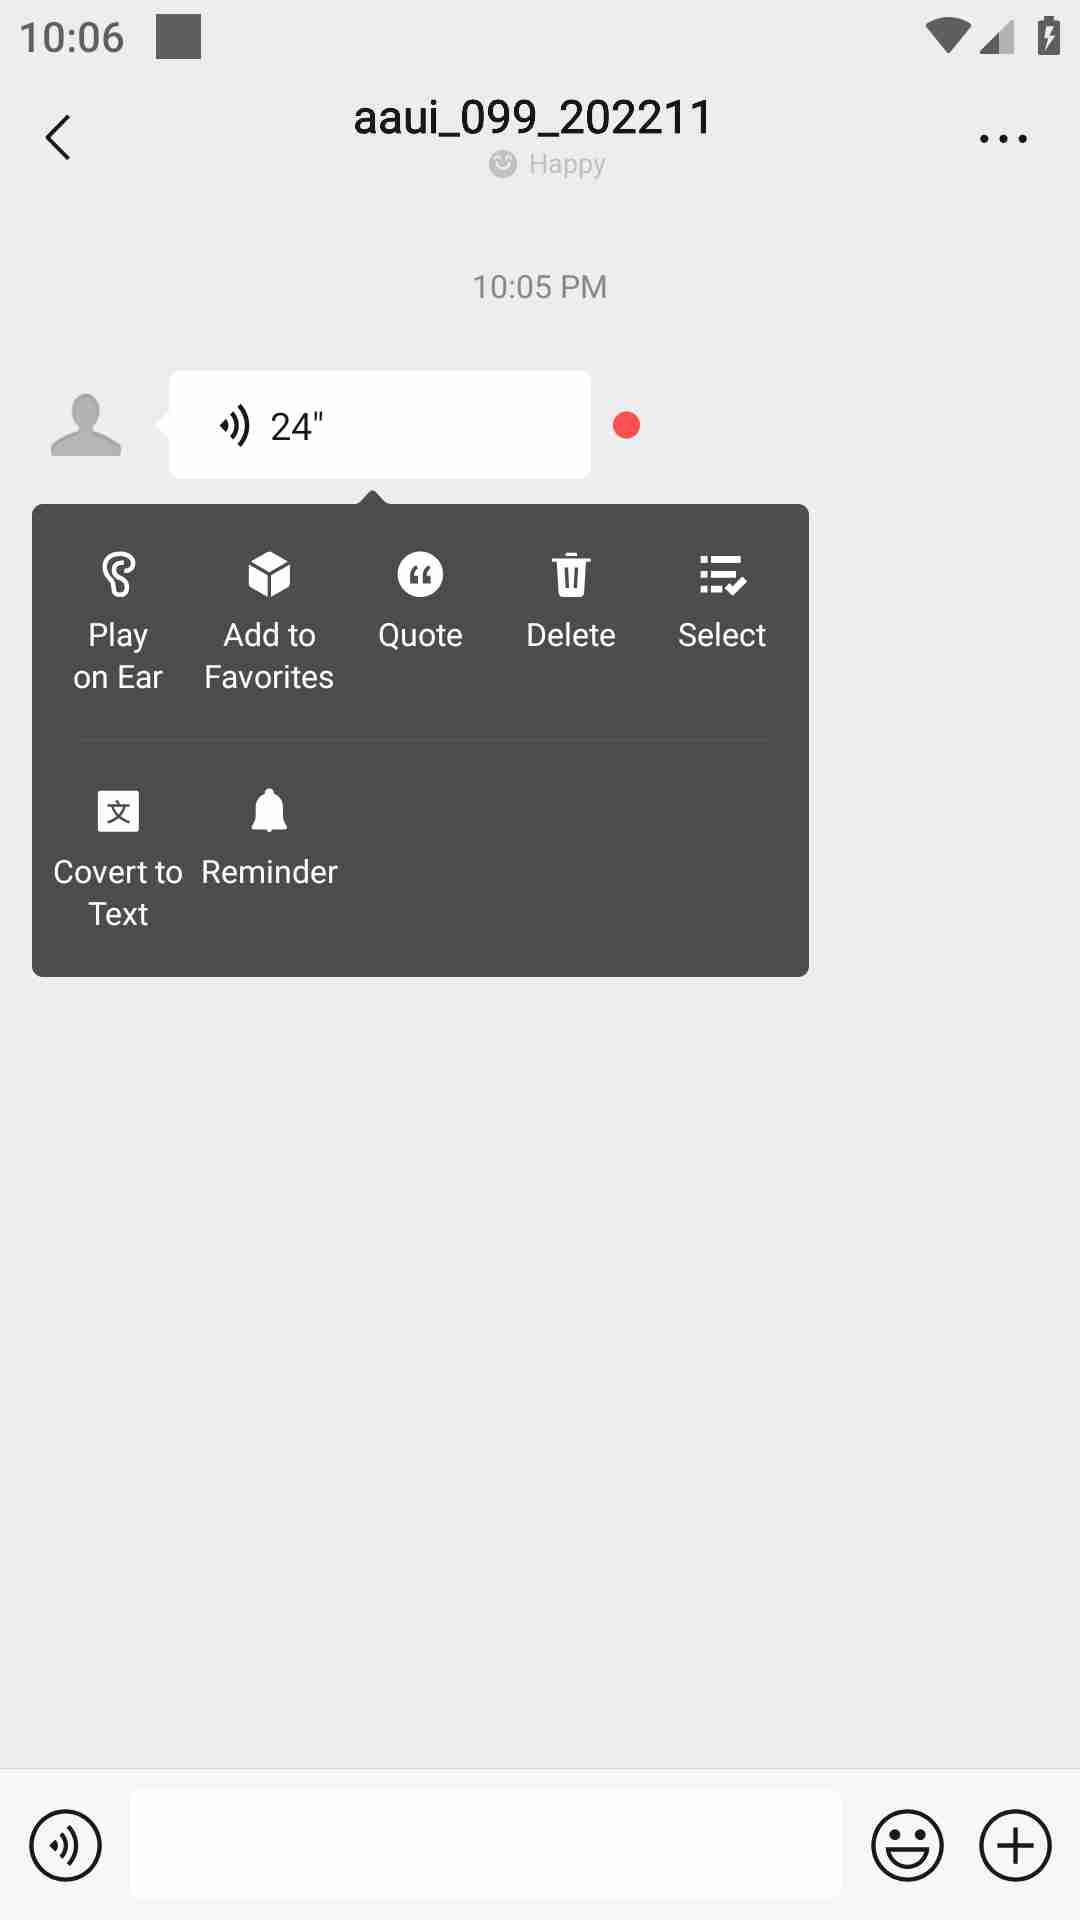 10:06
aaui_099_202211
Happy
10:05 PM
24"
Play
on Ear
Add to
Favorites
Quote
Delete
Select
文
Covert to
Text
Reminder